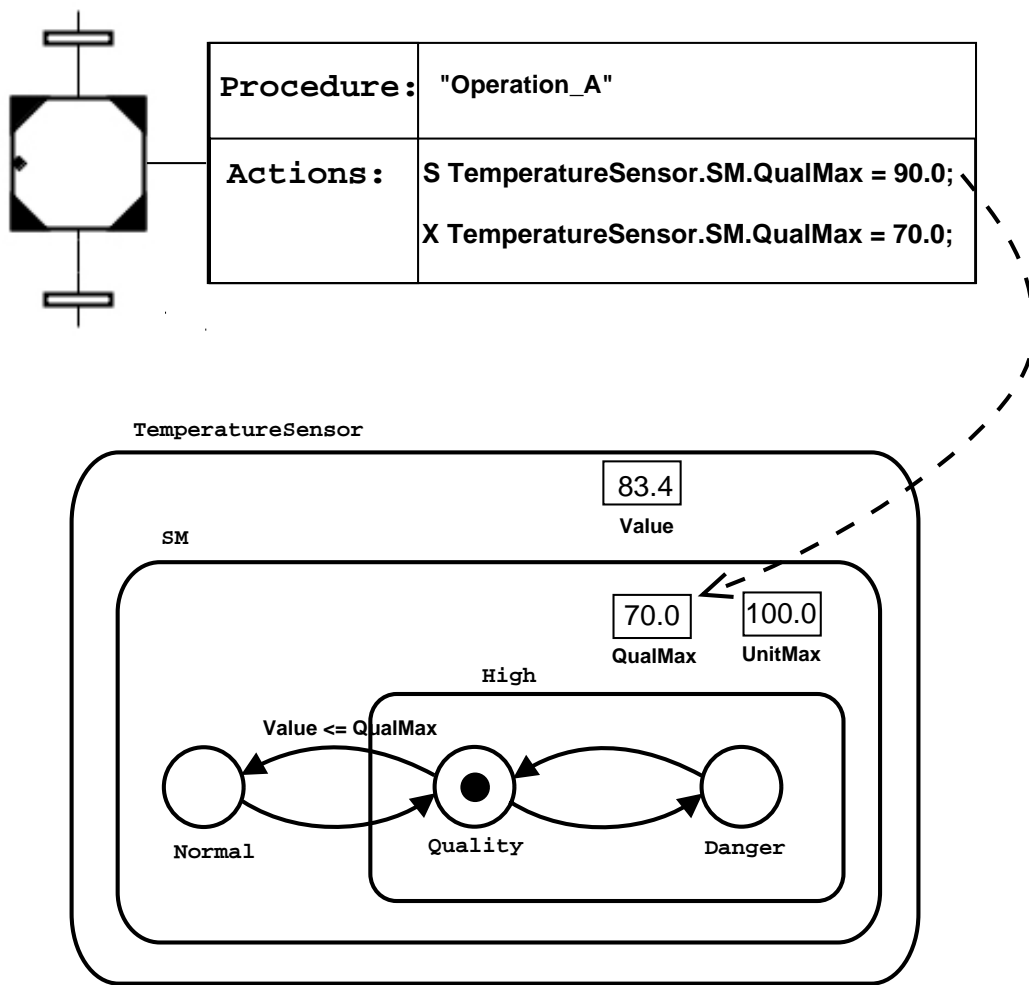 Procedure: "Operation_A"
Actions: S TemperatureSensor.SM.QualMax = 90.0;
X TemperatureSensor.SM.QualMax = 70.0;
TemperatureSensor
83.4
Value
SM
70.0 100.0
QualMax UnitMax
High
Value <= QualMax
Normal Quality Danger